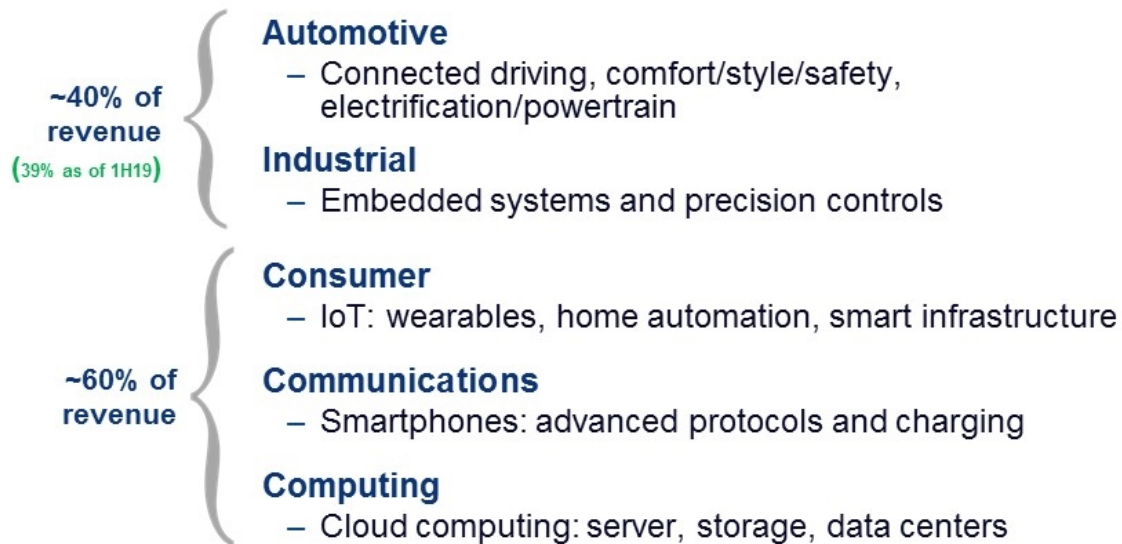 ~40% of
revenue
(39% as of 1H19)
Automotive
– Connected driving, comfort/style/safety,
electrification/powertrain
Industrial
– Embedded systems and precision controls
~60% of
revenue
Consumer
– IoT: wearables, home automation, smart infrastructure
Communications
– Smartphones: advanced protocols and charging
Computing
– Cloud computing: server, storage, data centers